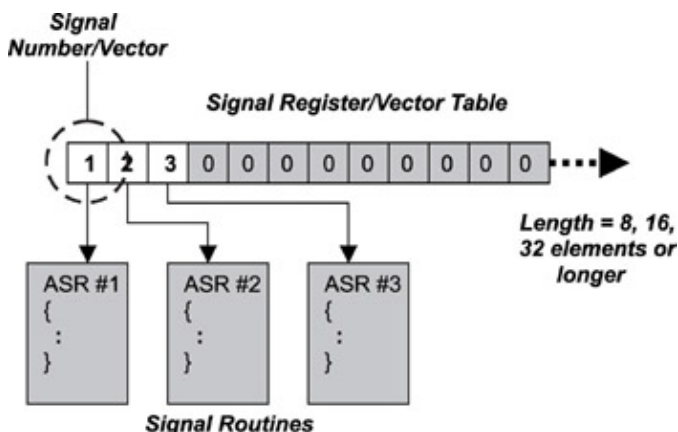 Signal
Number/Vector
Signal Register/Vector Table
1 2 3 0 0 0 0 0 0 0 0 0
Length = 8, 16,
32 elements or
longer
ASR #1 ASR #2 ASR #3
{ { {
: : :
} } }
Signal Routines